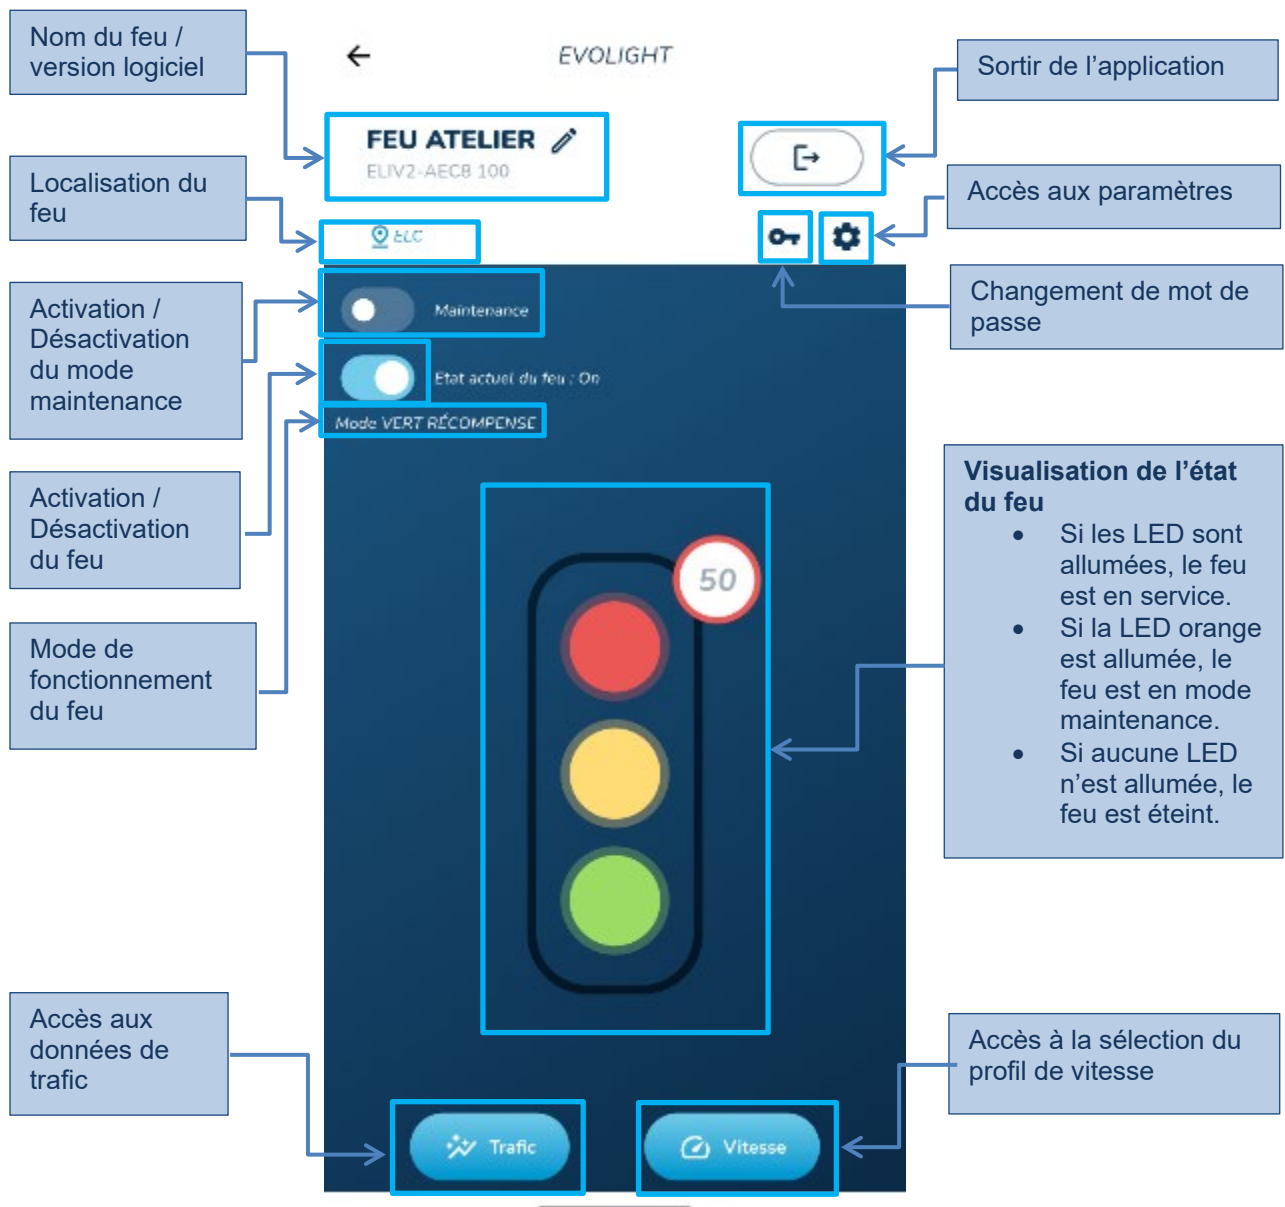 Nom du feu /
version logiciel
EVOLIGHT
Sortir de l’application
FEU ATELIER
ELIV2-AEC8 100
Localisation du
feu
Accès aux paramètres
ELC
Activation /
Désactivation
du mode
maintenance
Maintenance
Changement de mot de
passe
Etat actuel du feu : On
Mode VERT RÉCOMPENSE
Activation /
Désactivation
du feu
Visualisation de l’état
du feu
• Si les LED sont
allumées, le feu
est en service.
• Si la LED orange
est allumée, le
feu est en mode
maintenance.
• Si aucune LED
n’est allumée, le
feu est éteint.
50
Mode de
fonctionnement
du feu
Accès aux
données de
trafic
Accès à la sélection du
profil de vitesse
Trafic
Vitesse